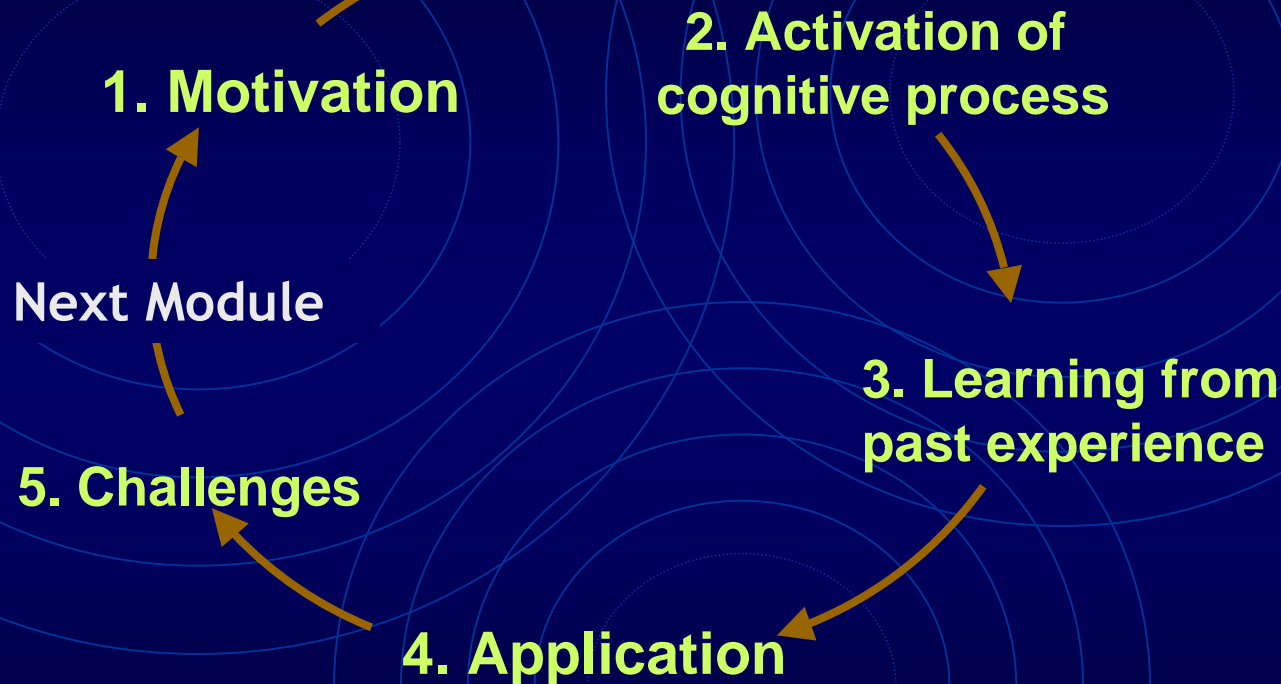 1. Motivation
2. Activation of
cognitive process
3. Learning from
past experience
4. Application
5. Challenges
Next Module